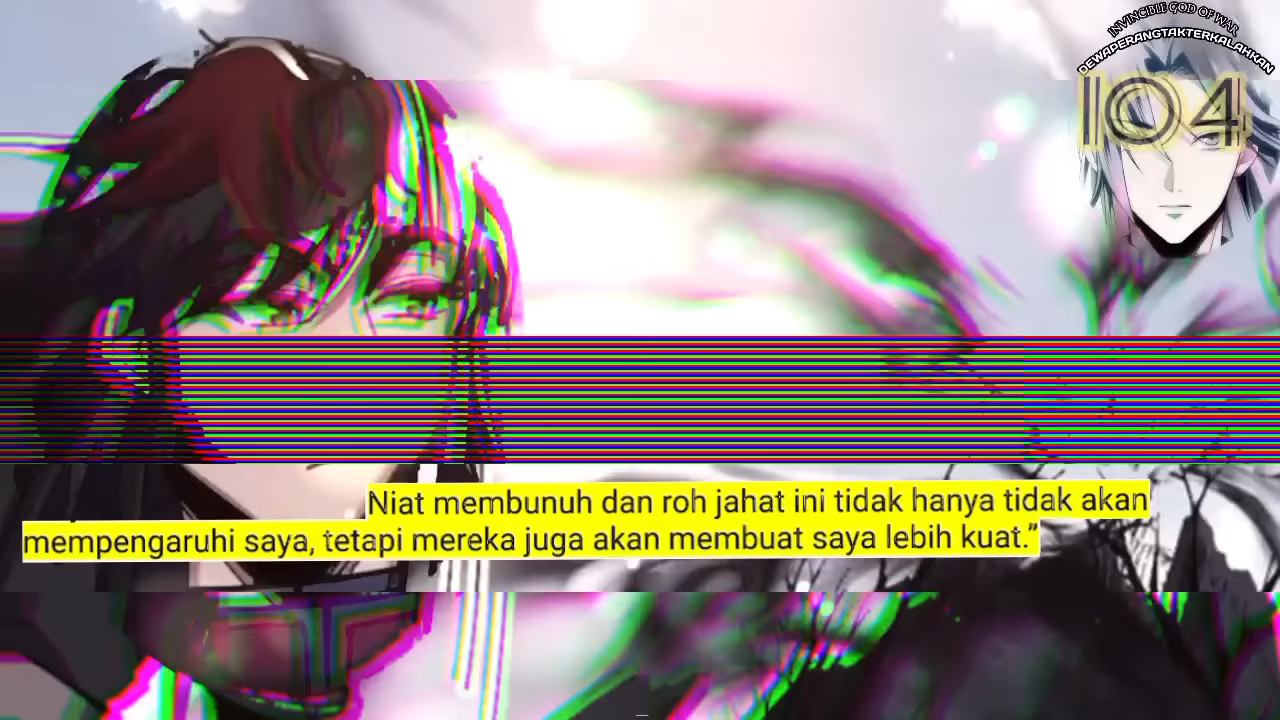 INVINCIBLE GOD OF WAR
DEWAPERANGTAKTERKALAHKAN
104
Niat membunuh dan roh jahat ini tidak hanya tidak akan
mempengaruhi saya, tetapi mereka juga akan membuat saya lebih kuat.”